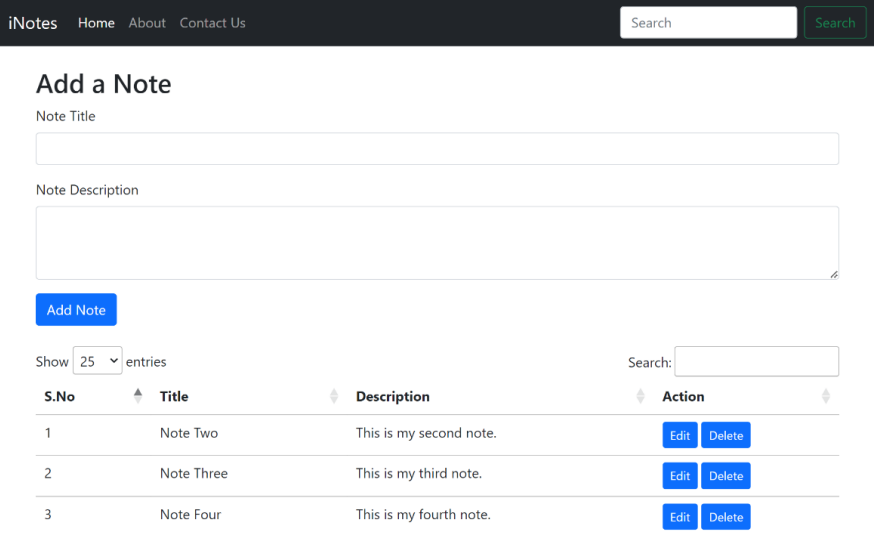 iNotes Home About Contact Us Search Search
Add a Note
Note Title
Note Description
Add Note
Show 25 entries Search:
S.No Title Description Action
1 Note Two This is my second note. Edit Delete
2 Note Three This is my third note. Edit Delete
3 Note Four This is my fourth note. Edit Delete